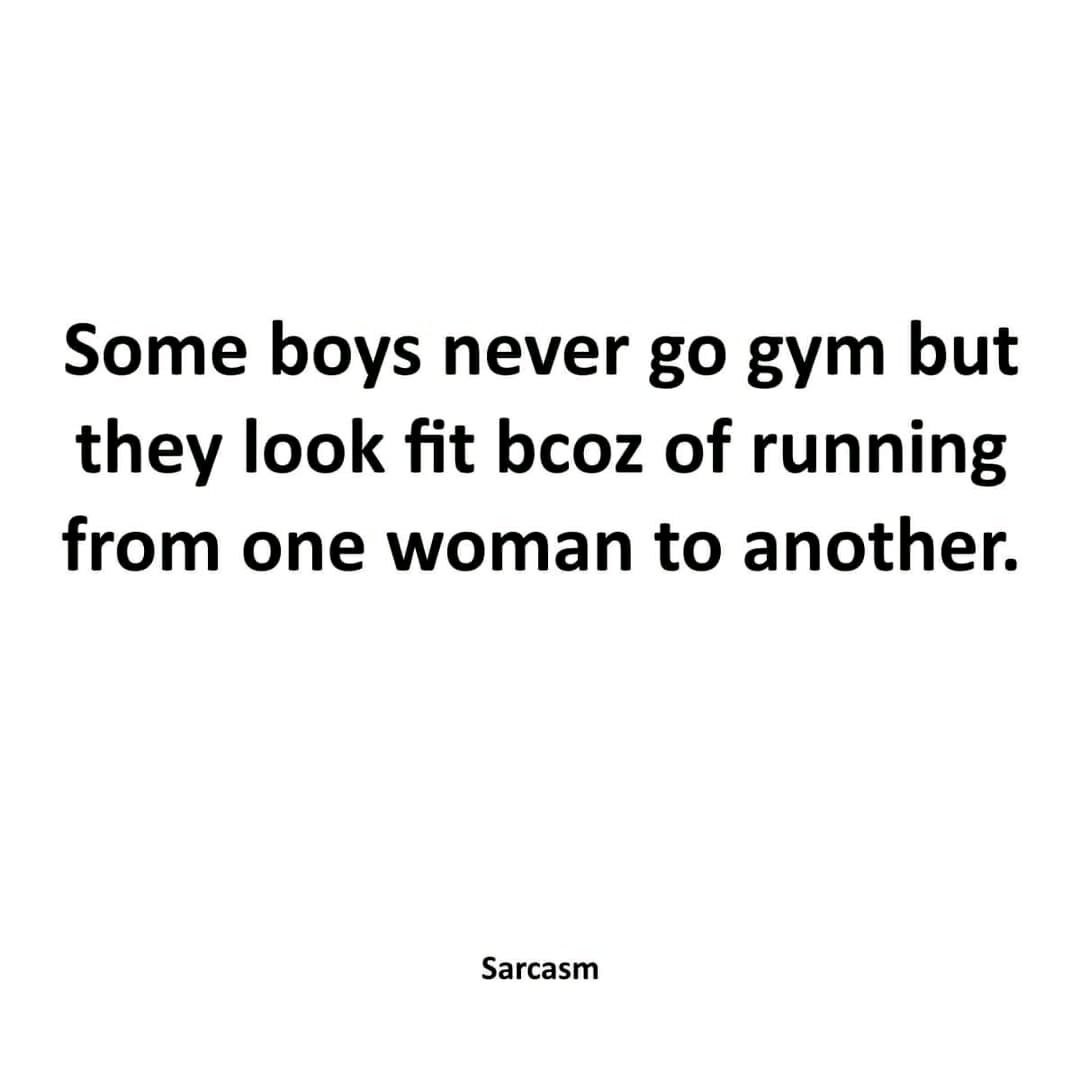 Some boys never go gym but
they look fit bcoz of running
from one woman to another.
Sarcasm